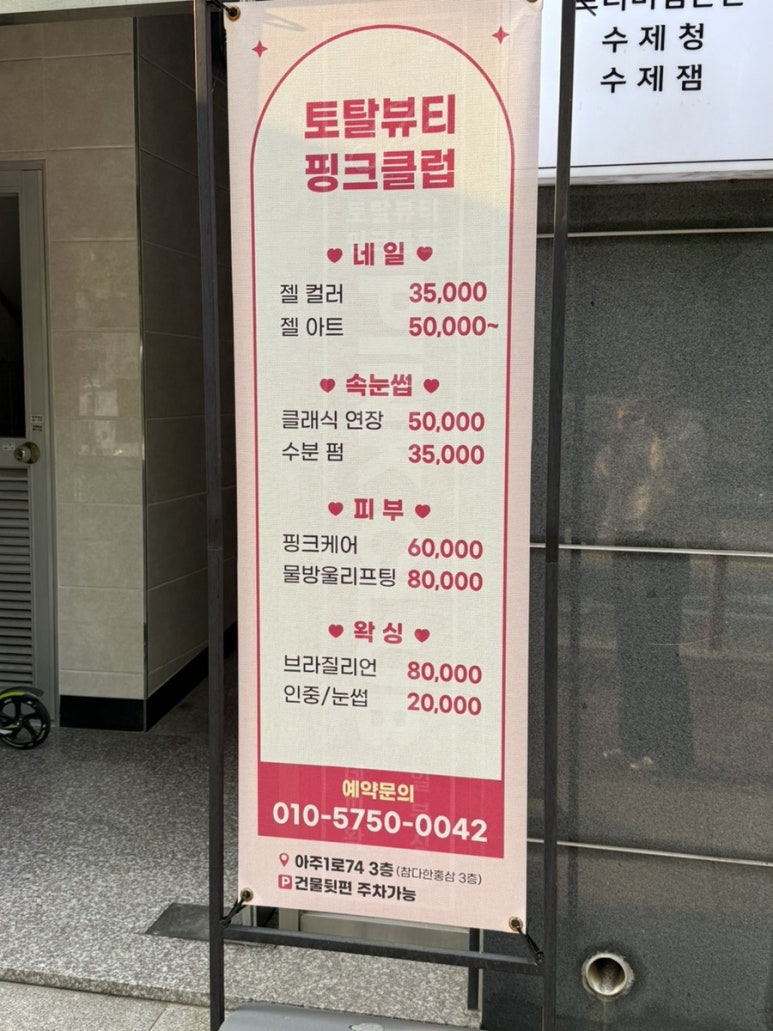 수제청
수제잼
토탈뷰티
핑크클럽
네일
젤 컬러 35,000
젤 아트 50,000~
속눈썹
클래식 연장 50,000
수분 펌 35,000
피부
핑크케어 60,000
물방울리프팅 80,000
왁싱
브라질리언 80,000
인중/눈썹 20,000
예약문의
010-5750-0042
아주1로74 3층 (참다한홍삼 3층)
P 건물뒷편 주차가능